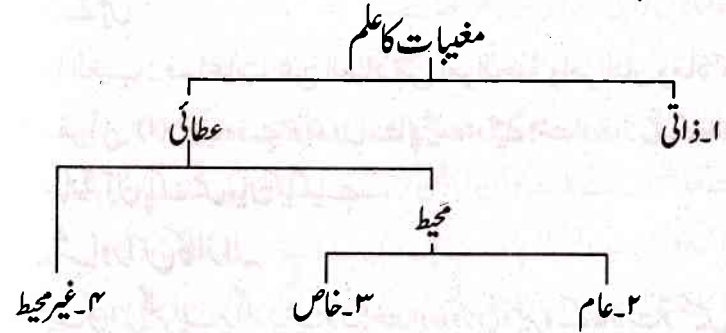 مغیبات کا علم
۱۔ذاتی عطائی
محیط
۲۔عام ۳۔خاص ۴۔غیر محیط